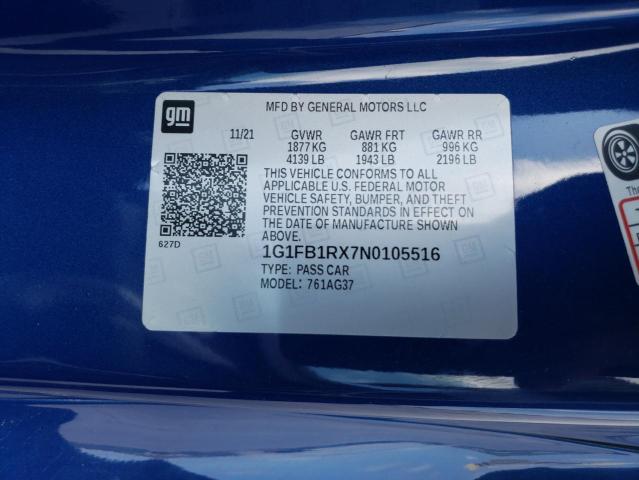 gm
MFD BY GENERAL MOTORS LLC
11/21 GVWR GAWR FRT GAWR RR
1877 KG 881 KG 996 KG
4139 LB 1943 LB 2196 LB
THIS VEHICLE CONFORMS TO ALL
APPLICABLE U.S. FEDERAL MOTOR
VEHICLE SAFETY, BUMPER, AND THEFT
PREVENTION STANDARDS IN EFFECT ON
THE DATE OF MANUFACTURE SHOWN
ABOVE.
627D
1G1FB1RX7N0105516
TYPE: PASS CAR
MODEL: 761AG37
The